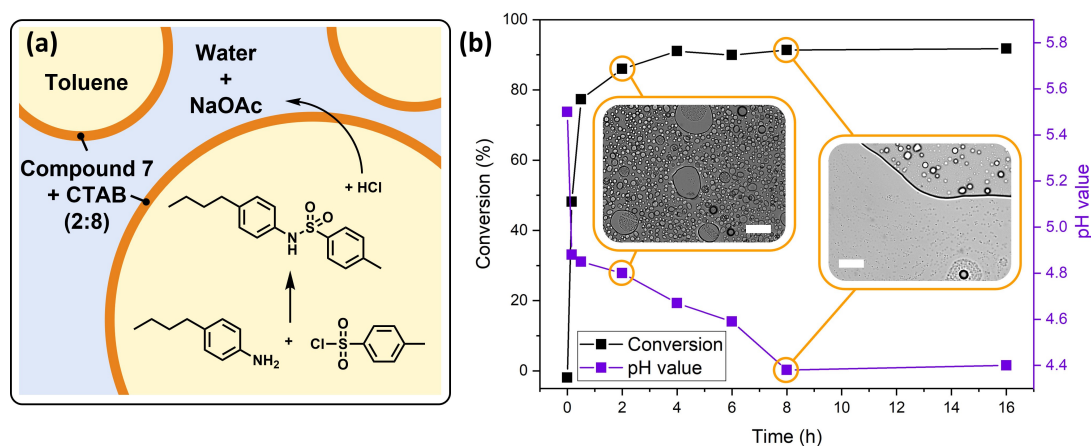 (a)
Water
+
NaOAc
Toluene
Compound 7
+ CTAB
(2:8)
+ HCl
O
O
S
N
H
NH2
+
O
Cl
S
O
(b)
100
80
60
40
20
0
Conversion (%)
5.8
5.6
5.4
5.2
5.0
4.8
4.6
4.4
pH value
Conversion
pH value
0
2
4
6
8
10
12
14
16
Time (h)